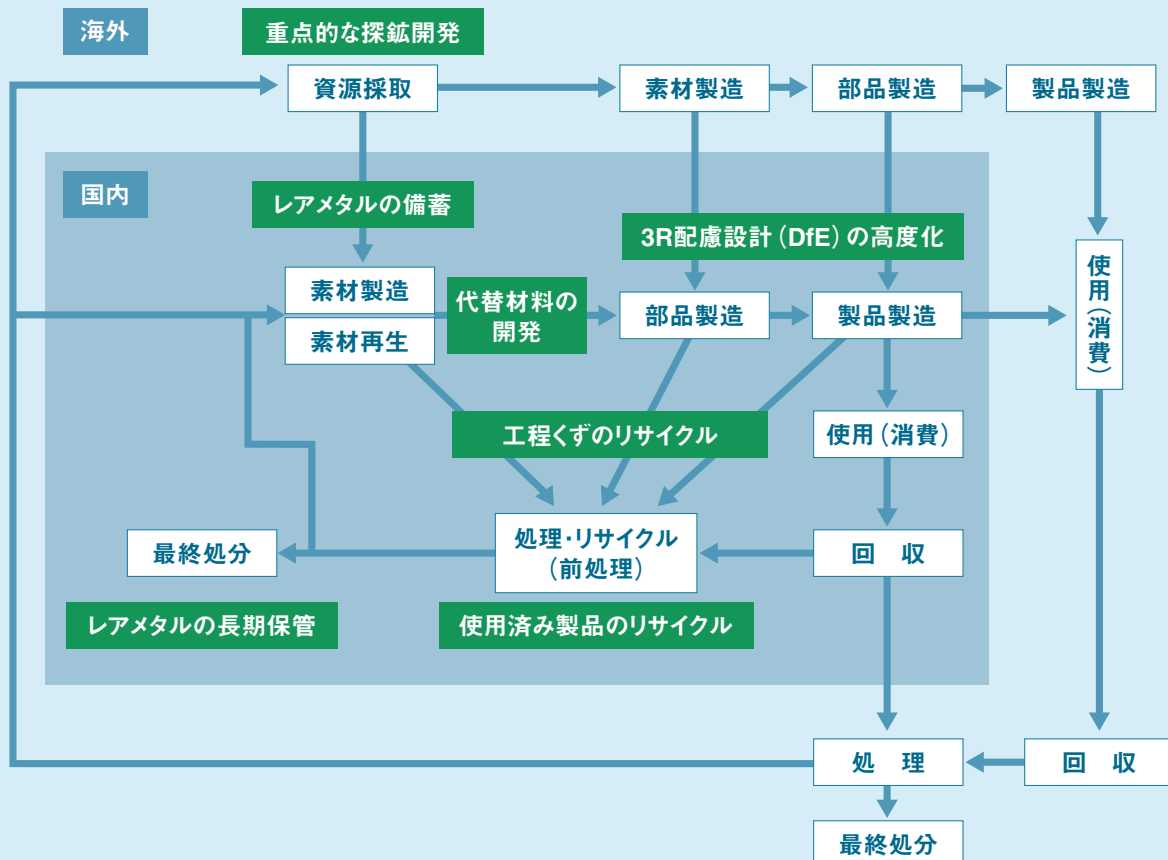 海外
重点的な探鉱開発
資源採取
素材製造
部品製造
製品製造
国内
レアメタルの備蓄
3R配慮設計（DfE）の高度化
素材製造
素材再生
代替材料の
開発
部品製造
製品製造
使用（消費）
工程くずのリサイクル
使用（消費）
最終処分
処理・リサイクル
（前処理）
回　収
レアメタルの長期保管
使用済み製品のリサイクル
処　理
回　収
最終処分